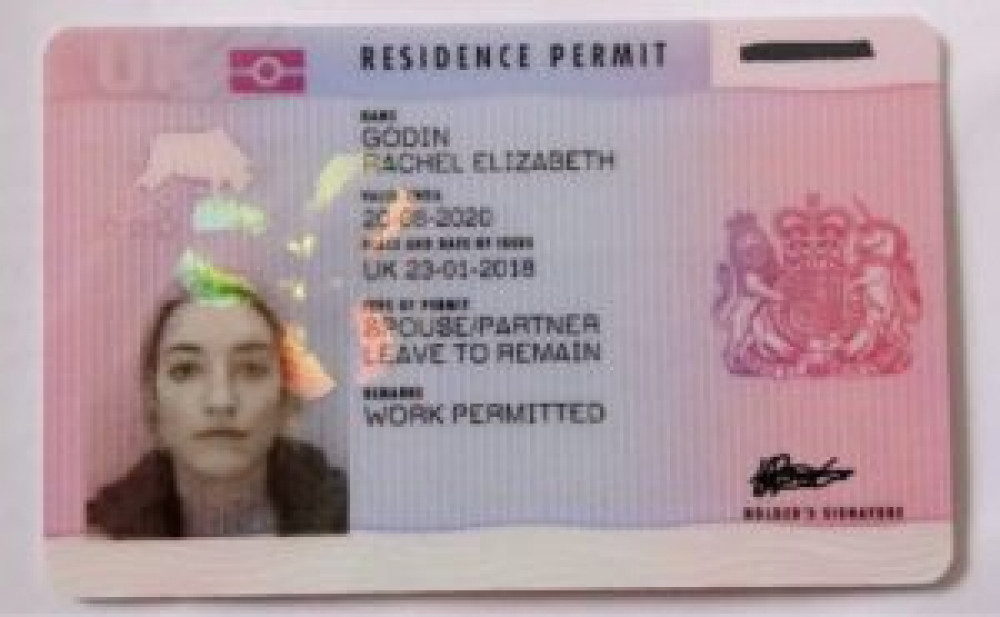 UK
RESIDENCE PERMIT
NAME
GODIN
RACHEL ELIZABETH
VALID UNTIL
20-08-2020
PLACE AND DATE OF ISSUE
UK 23-01-2018
TYPE OF PERMIT
SPOUSE/PARTNER
LEAVE TO REMAIN
REMARKS
WORK PERMITTED
HOLDER'S SIGNATURE